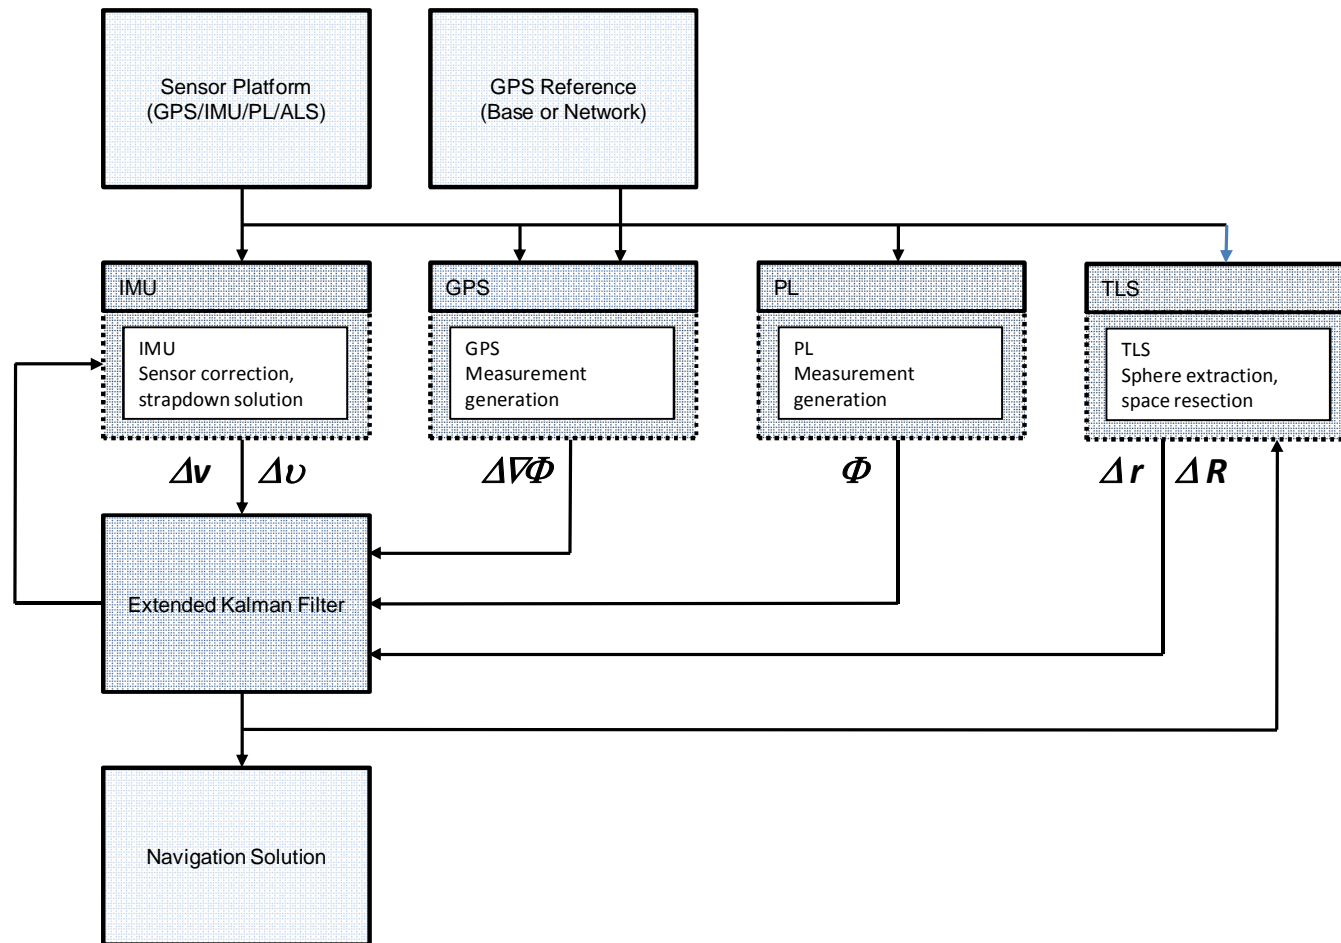 Sensor Platform
(GPS/IMU/PL/ALS)
GPS Reference
(Base or Network)
IMU
GPS
PL
TLS
IMU
Sensor correction,
strapdown solution
GPS
Measurement
generation
PL
Measurement
generation
TLS
Sphere extraction,
space resection
Δv Δυ
Δ∇Φ
Φ
Δr ΔR
Extended Kalman Filter
Navigation Solution